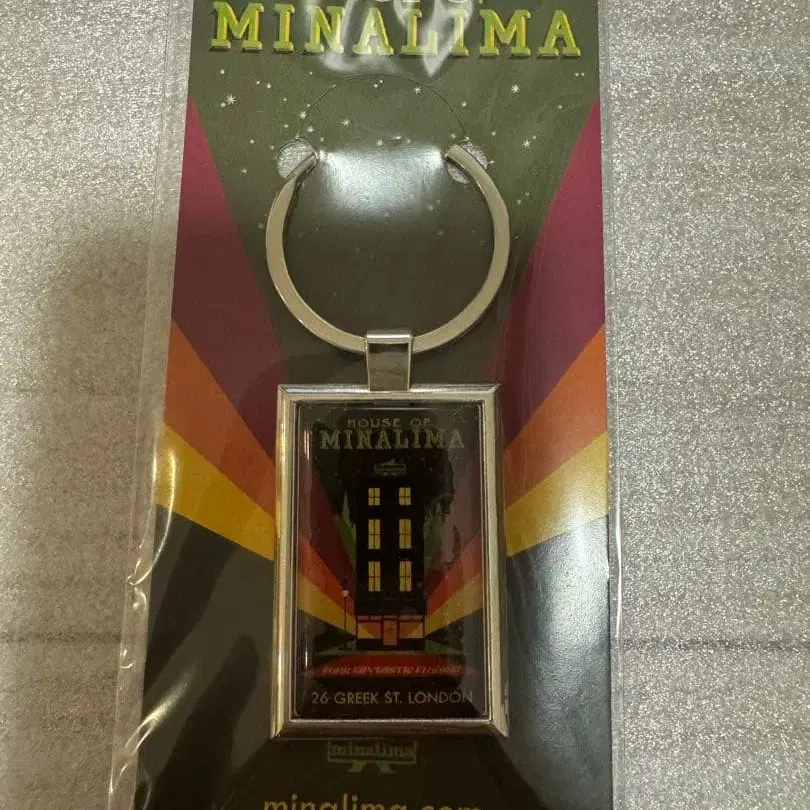 MINALIMA
HOUSE OF
MINALIMA
FOUR FANTASTIC FLOORS
26 GREEK ST. LONDON
minalima
minalima.com